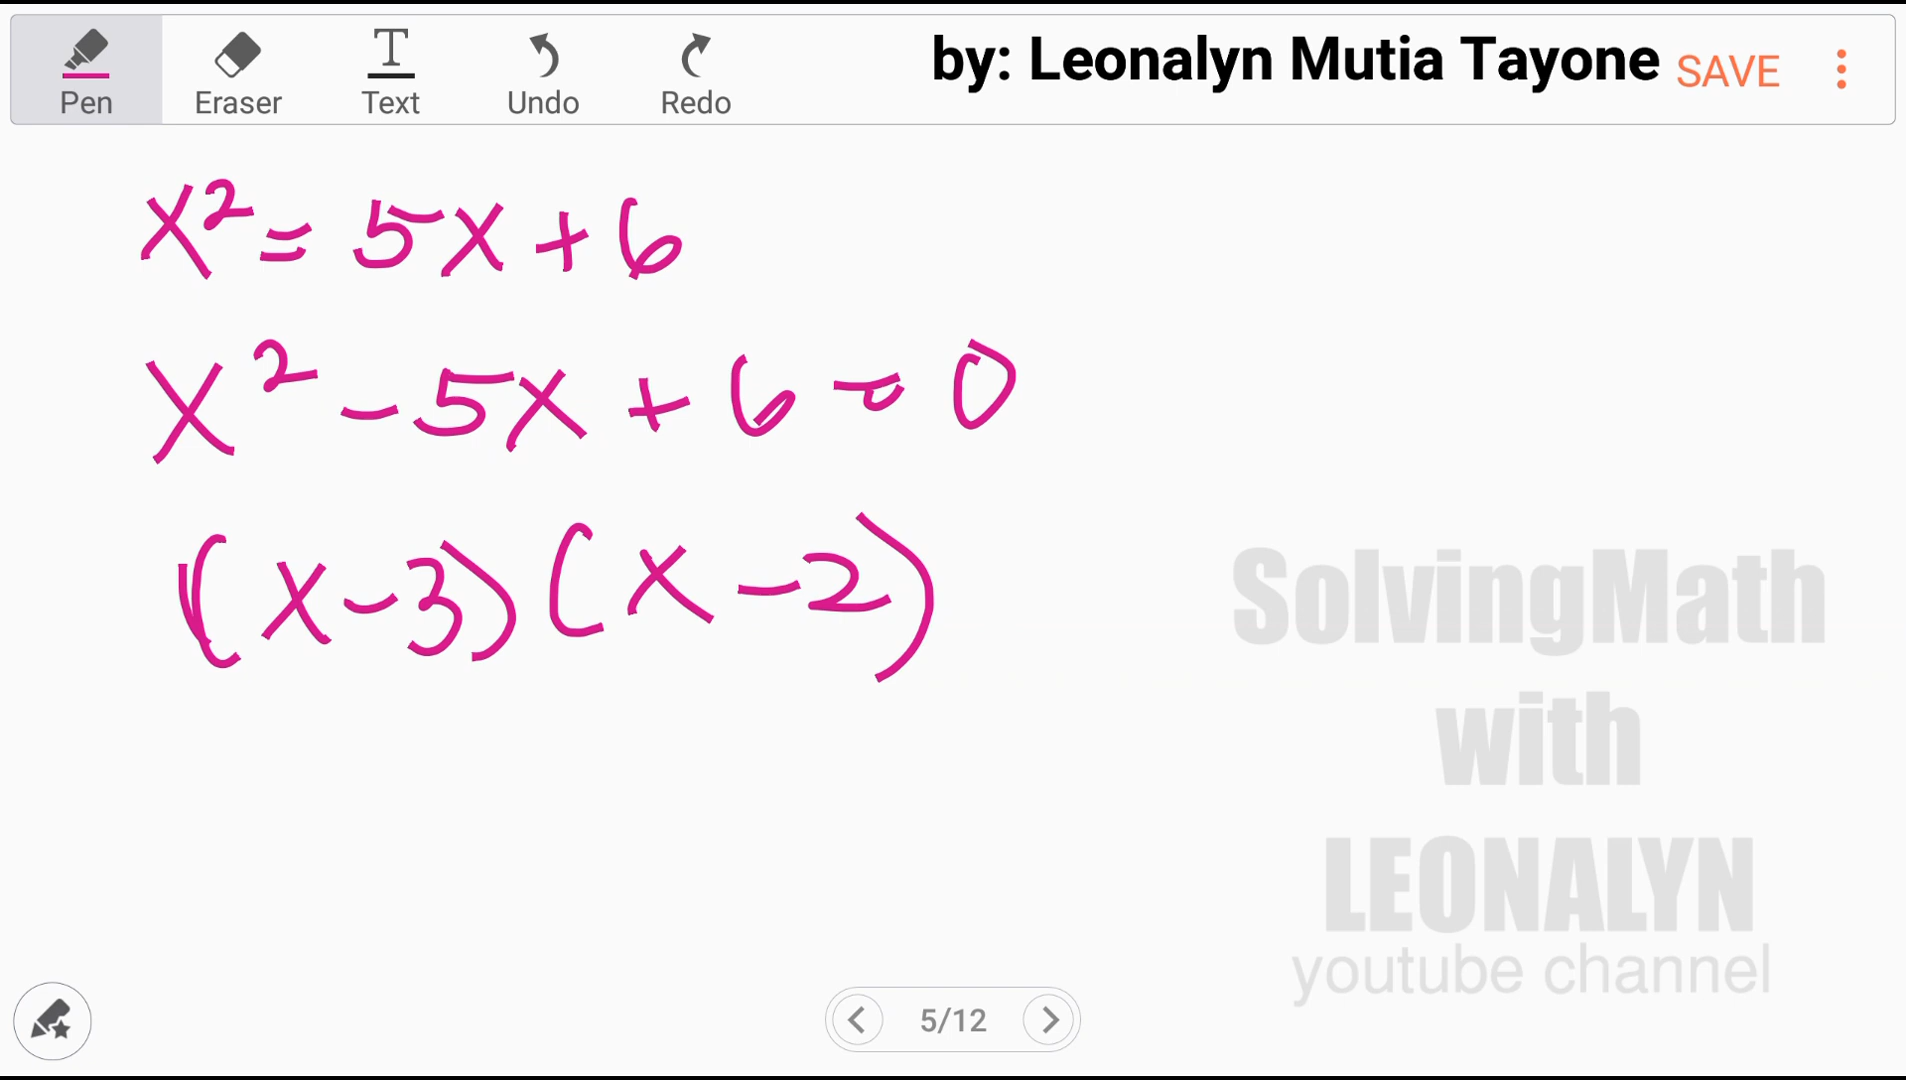 Pen Eraser Text Undo Redo by: Leonalyn Mutia Tayone SAVE
x² = 5x + 6
x² - 5x + 6 = 0
(x - 3) (x - 2)
SolvingMath
with
LEONALYN
youtube channel
5/12